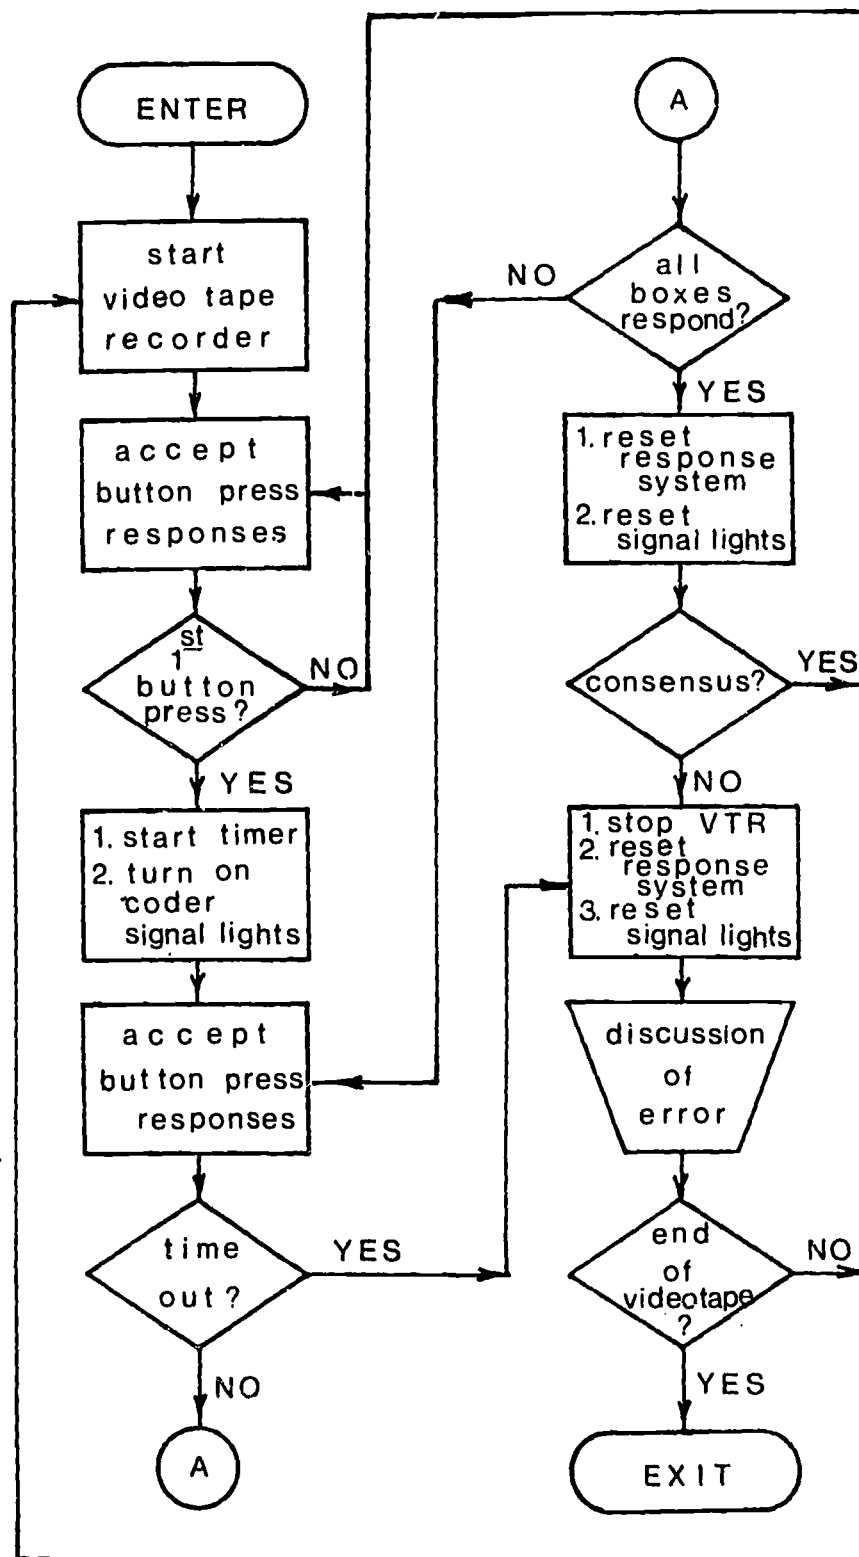 ENTER
start
video tape
recorder
accept
button press
responses
1st
button
press?
NO
YES
1. start timer
2. turn on
coder
signal lights
accept
button press
responses
time
out?
YES
NO
A
A
all
boxes
respond?
NO
YES
1. reset
response
system
2. reset
signal lights
consensus?
YES
NO
1. stop VTR
2. reset
response
system
3. reset
signal lights
discussion
of
error
end
of
videotape
?
NO
YES
EXIT